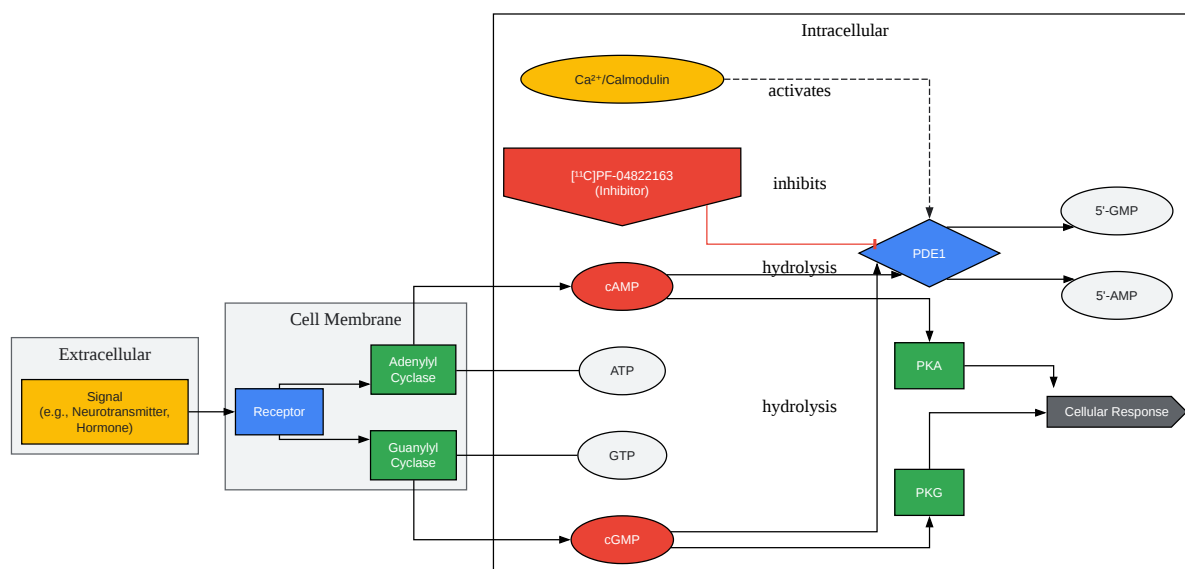 Intracellular
Ca²⁺/Calmodulin
activates
[¹¹C]PF-04822163
(Inhibitor)
inhibits
5'-GMP
PDE1
hydrolysis
cAMP
5'-AMP
Cell Membrane
Extracellular
Adenylyl
Cyclase
ATP
PKA
Signal
(e.g., Neurotransmitter,
Hormone)
Receptor
hydrolysis
Cellular Response
Guanylyl
Cyclase
GTP
PKG
cGMP